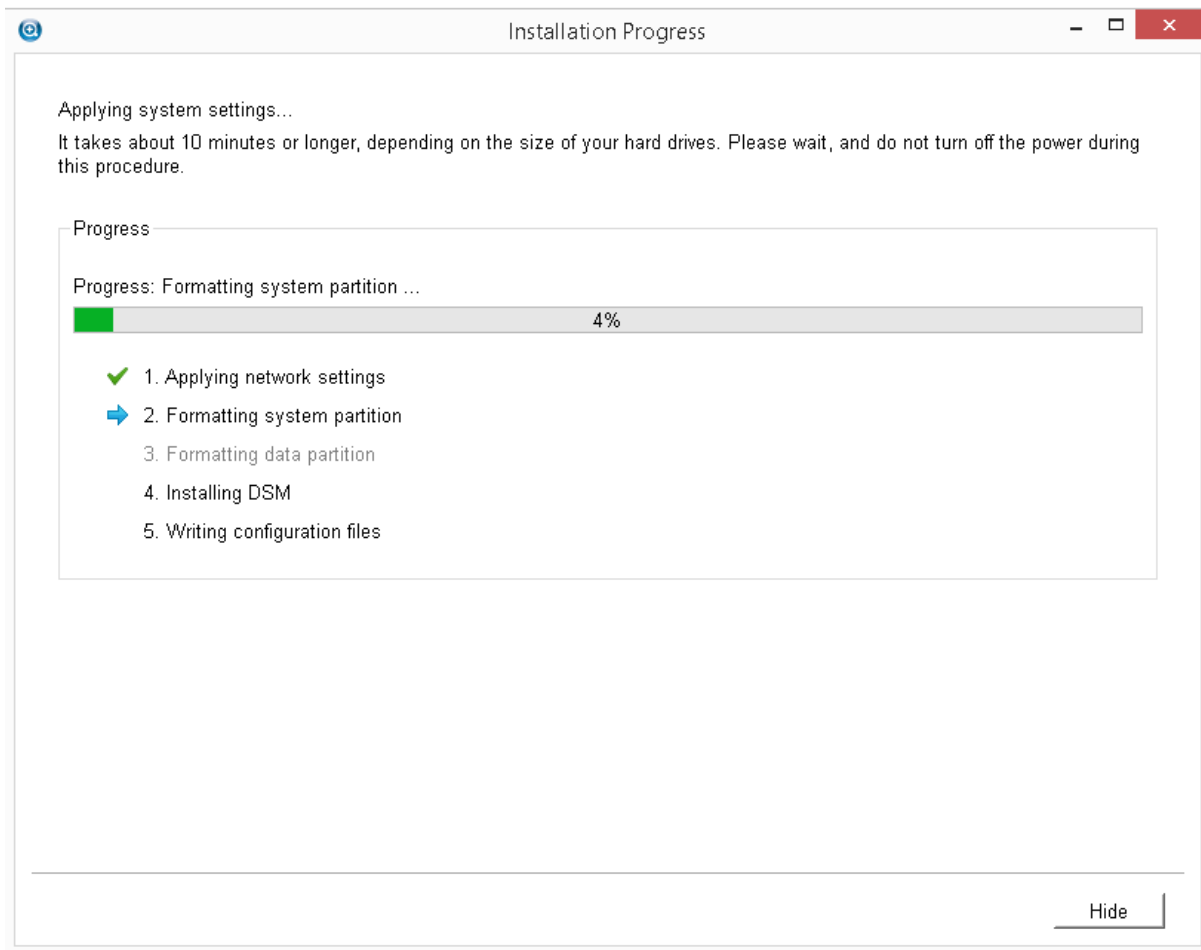 Installation Progress
Applying system settings...
It takes about 10 minutes or longer, depending on the size of your hard drives. Please wait, and do not turn off the power during
this procedure.
Progress
Progress: Formatting system partition ...
4%
1. Applying network settings
2. Formatting system partition
3. Formatting data partition
4. Installing DSM
5. Writing configuration files
Hide